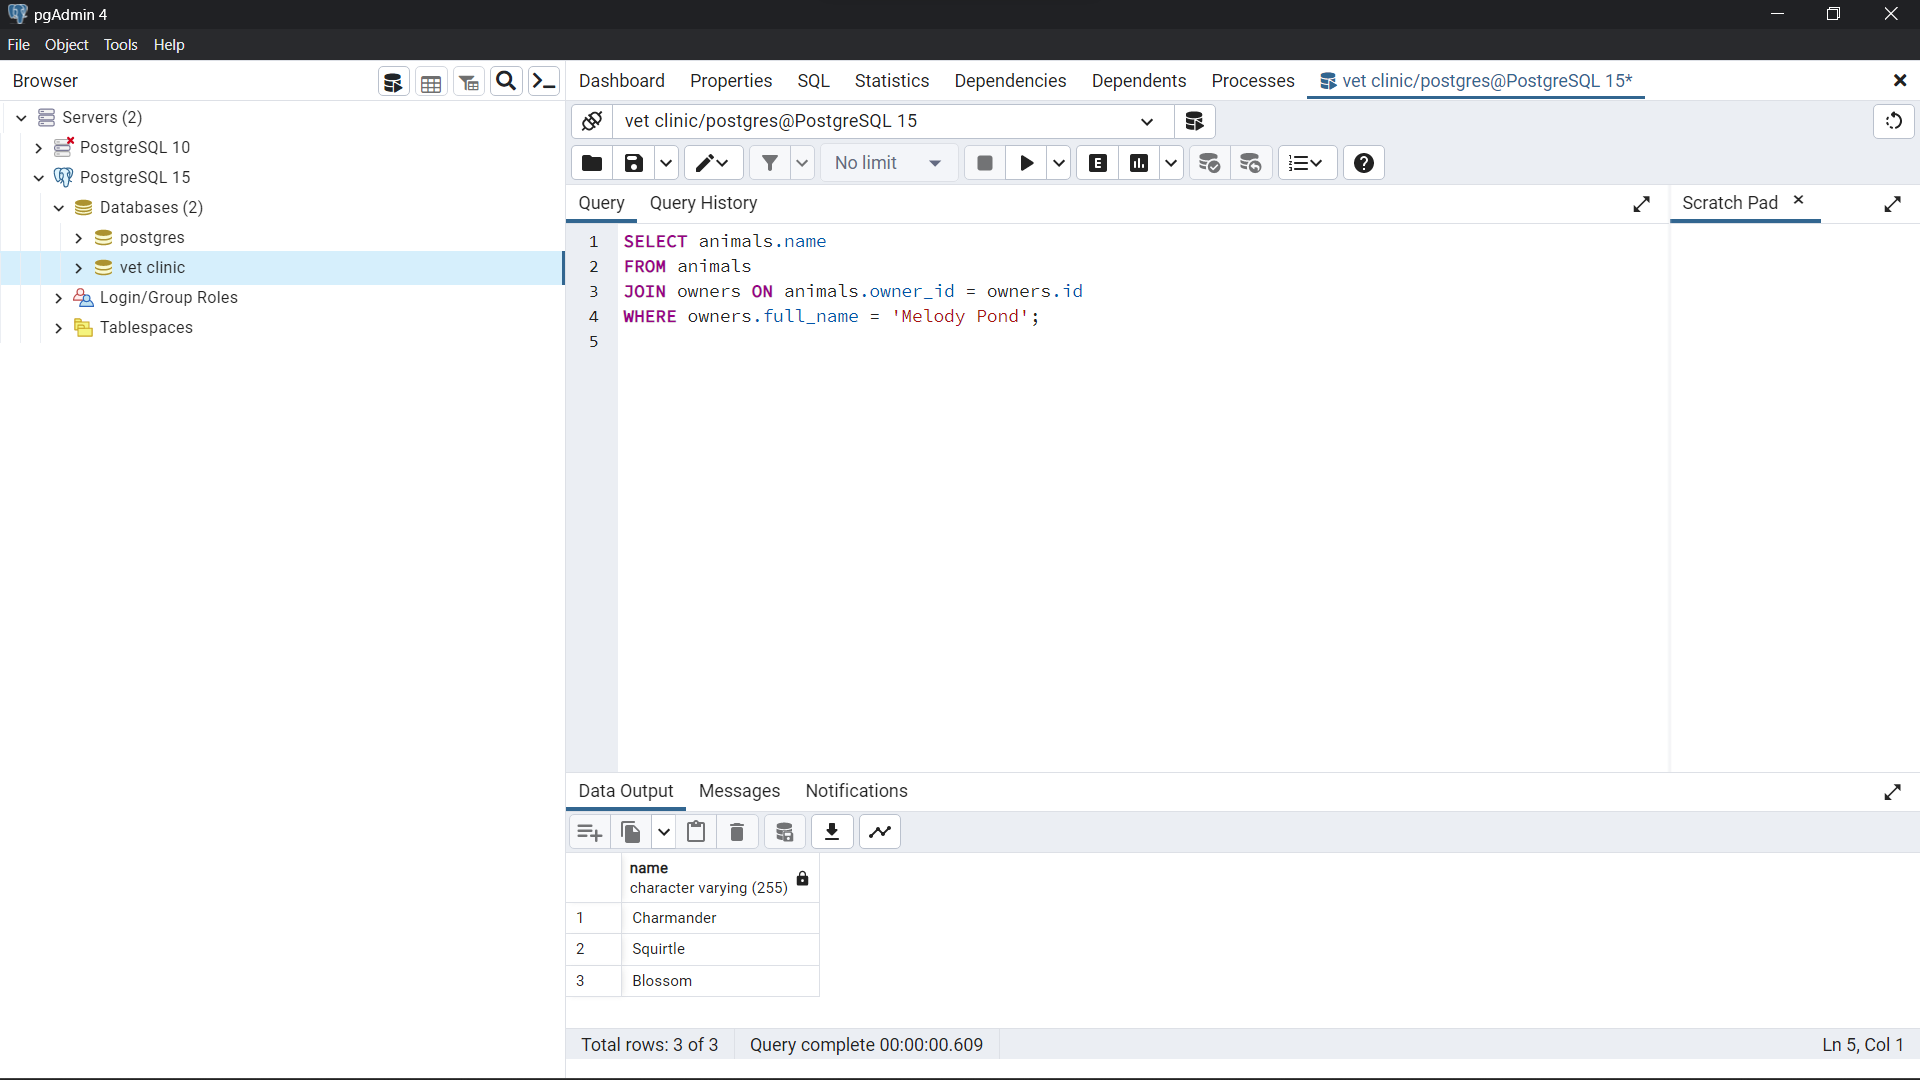 pgAdmin 4
File Object Tools Help
Browser
Servers (2)
PostgreSQL 10
PostgreSQL 15
Databases (2)
postgres
vet clinic
Login/Group Roles
Tablespaces
Dashboard Properties SQL Statistics Dependencies Dependents Processes vet clinic/postgres@PostgreSQL 15*
vet clinic/postgres@PostgreSQL 15
No limit
E
Query Query History
Scratch Pad
1 SELECT animals.name
2 FROM animals
3 JOIN owners ON animals.owner_id = owners.id
4 WHERE owners.full_name = 'Melody Pond';
5
Data Output Messages Notifications
name
character varying (255)
1 Charmander
2 Squirtle
3 Blossom
Total rows: 3 of 3 Query complete 00:00:00.609 Ln 5, Col 1